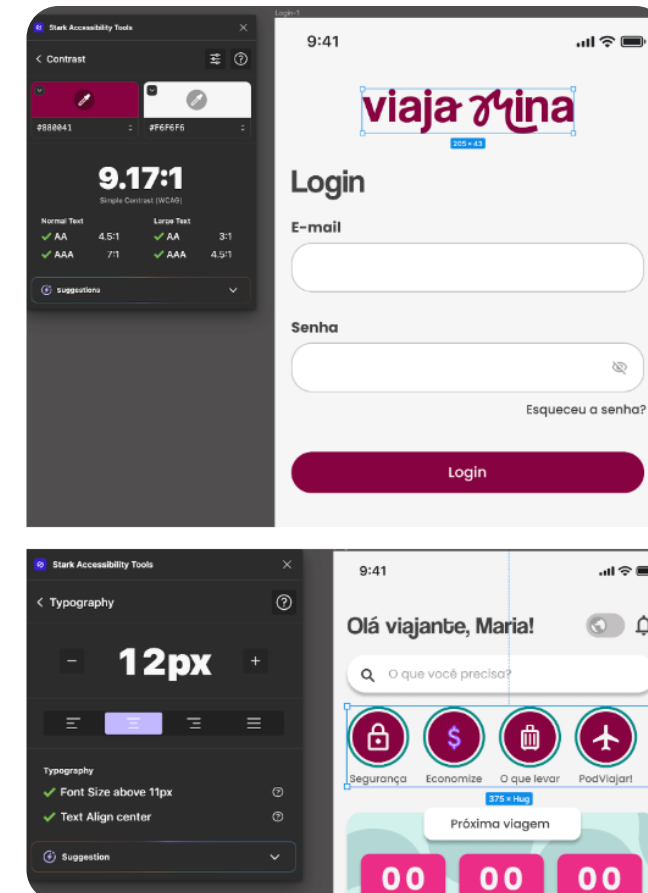 Login-1
Stark Accessibility Tools
Contrast
#880041
#F6F6F6
9.17:1
Simple Contrast (WCAG)
Normal Text
Large Text
AA 4.5:1
AA 3:1
AAA 7:1
AAA 4.5:1
Suggestions
9:41
viaja mina
205 × 43
Login
E-mail
Senha
Esqueceu a senha?
Login
Stark Accessibility Tools
Typography
12px
Typography
Font Size above 11px
Text Align center
Suggestion
9:41
Olá viajante, Maria!
O que você precisa?
Segurança
Economize
O que levar
PodViajar!
375 × Hug
Próxima viagem
00 00 00